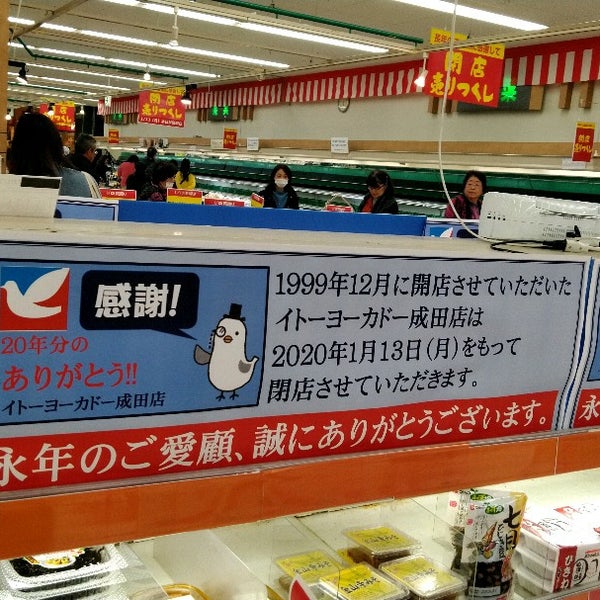 閉店
売りつくし
閉店
売りつくし
感謝!
20年分の
ありがとう!!
イトーヨーカドー成田店
1999年12月に開店させていただいた
イトーヨーカドー成田店は
2020年1月13日(月)をもって
閉店させていただきます。
永年のご愛顧、誠にありがとうございます。
ひきわ